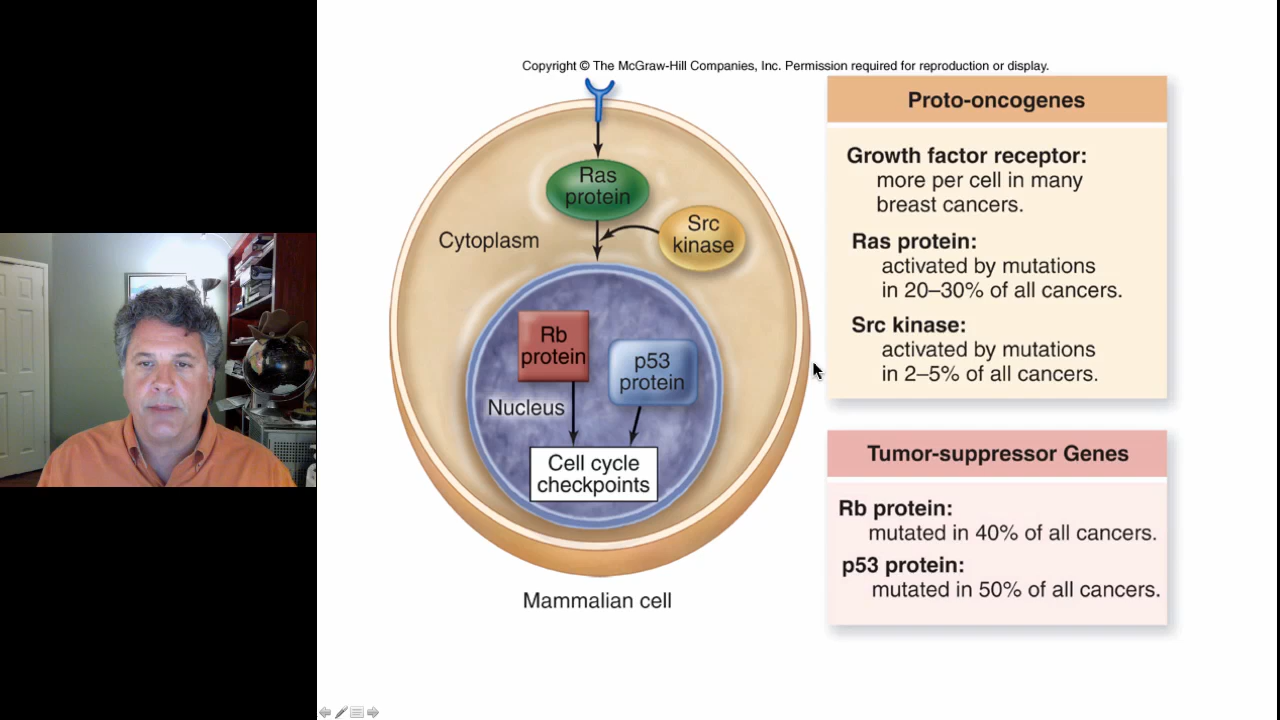 Copyright © The McGraw-Hill Companies, Inc. Permission required for reproduction or display.
Ras
protein
Src
kinase
Cytoplasm
Rb
protein
p53
protein
Nucleus
Cell cycle
checkpoints
Mammalian cell
Proto-oncogenes
Growth factor receptor:
more per cell in many
breast cancers.
Ras protein:
activated by mutations
in 20–30% of all cancers.
Src kinase:
activated by mutations
in 2–5% of all cancers.
Tumor-suppressor Genes
Rb protein:
mutated in 40% of all cancers.
p53 protein:
mutated in 50% of all cancers.